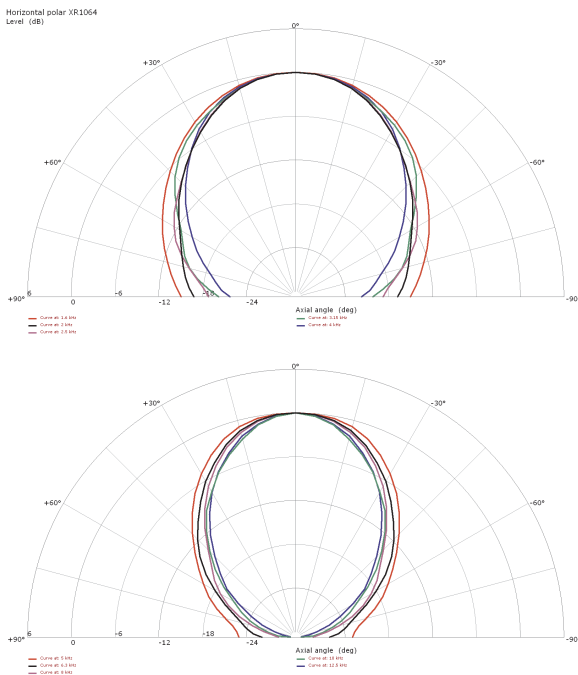 Horizontal polar XR1064
Level (dB)
0°
+30°
-30°
+60°
-60°
+90°
6
0
-6
-12
-18
-24
-90
Axial angle (deg)
Curve at: 1.6 kHz
Curve at: 2 kHz
Curve at: 2.5 kHz
Curve at: 3.15 kHz
Curve at: 4 kHz
0°
+30°
-30°
+60°
-60°
+90°
6
0
-6
-12
-18
-24
-90
Axial angle (deg)
Curve at: 5 kHz
Curve at: 6.3 kHz
Curve at: 8 kHz
Curve at: 10 kHz
Curve at: 12.5 kHz